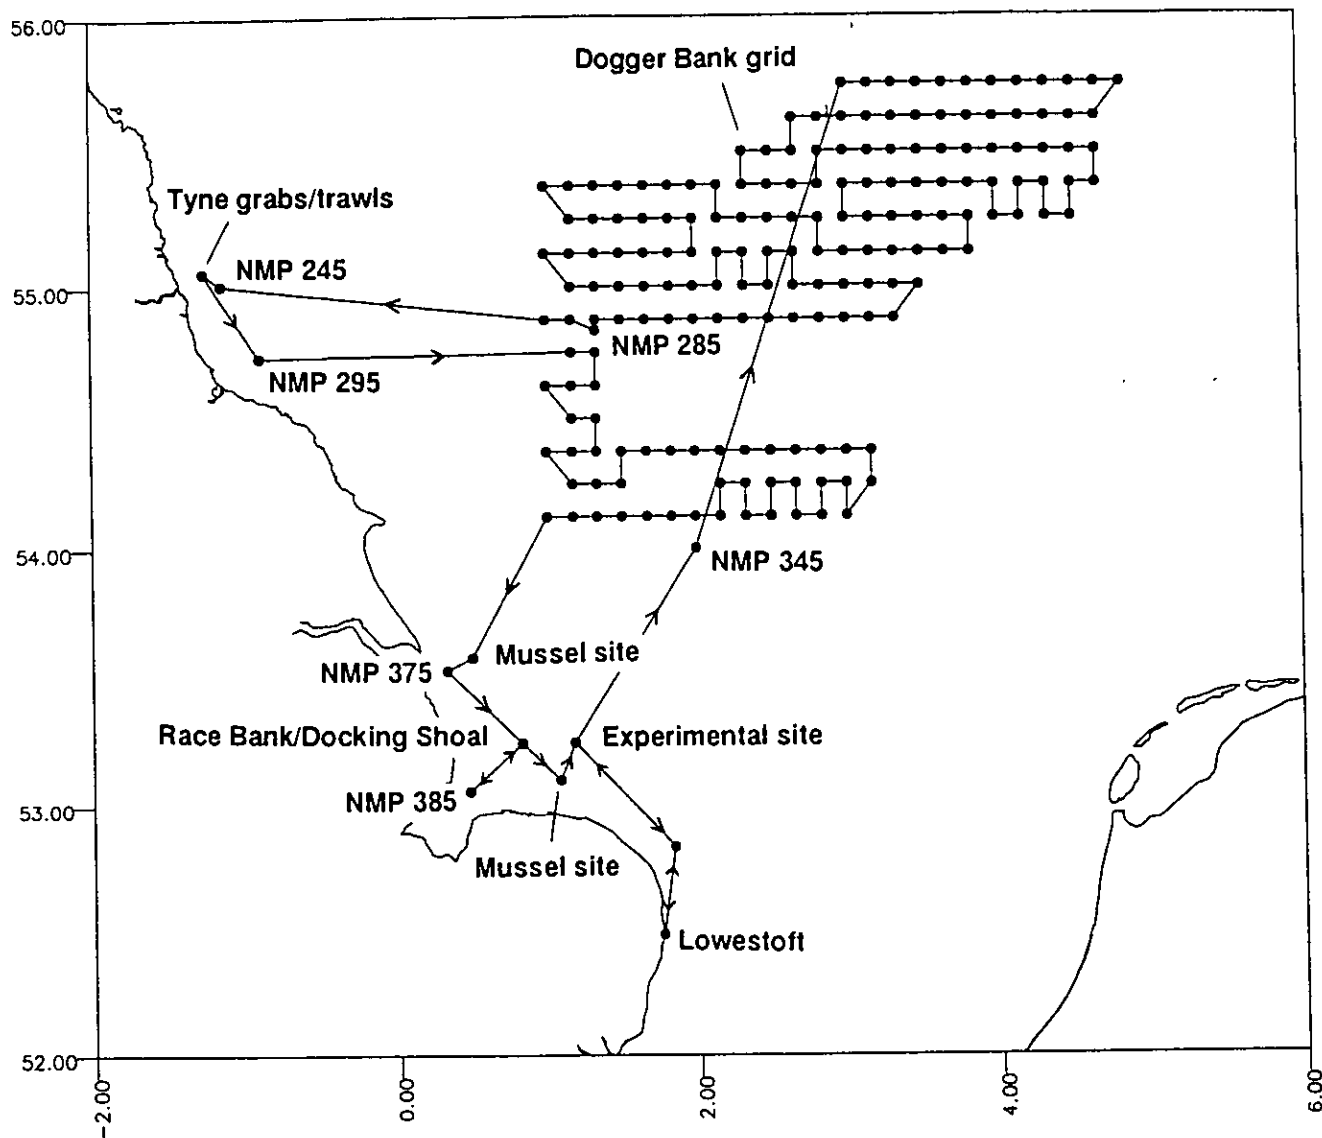 56.00
Dogger Bank grid
Tyne grabs/trawls
NMP 245
55.00
NMP 285
NMP 295
54.00
NMP 345
Mussel site
NMP 375
Race Bank/Docking Shoal
Experimental site
NMP 385
53.00
Mussel site
Lowestoft
52.00
−2.00
0.00
2.00
4.00
6.00